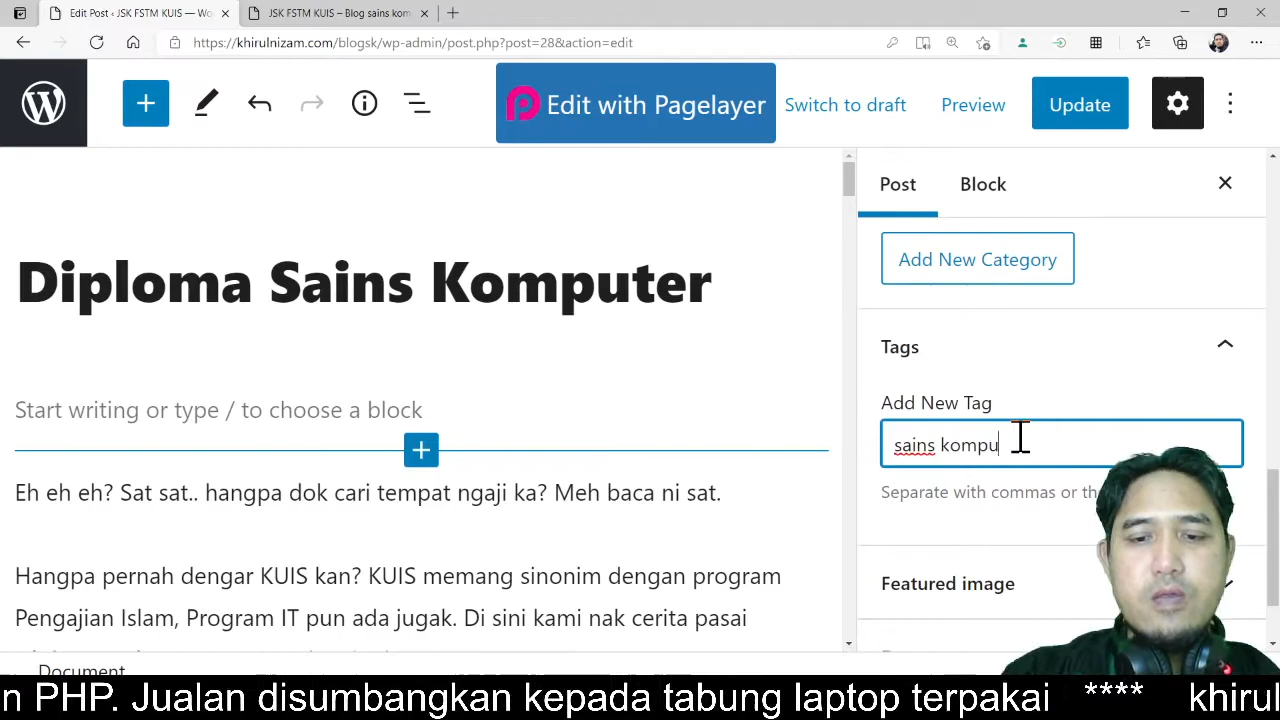 Edit Post ‹ JSK FSTM KUIS — Wo
JSK FSTM KUIS – Blog sains kom
https://khirulnizam.com/blogsk/wp-admin/post.php?post=28&action=edit
Edit with Pagelayer
Switch to draft
Preview
Update
Post
Block
Add New Category
Diploma Sains Komputer
Tags
Start writing or type / to choose a block
Add New Tag
sains kompu
Separate with commas or
Eh eh eh? Sat sat.. hangpa dok cari tempat ngaji ka? Meh baca ni sat.
Hangpa pernah dengar KUIS kan? KUIS memang sinonim dengan program
Pengajian Islam, Program IT pun ada jugak. Di sini kami nak cerita pasai
Featured image
Document
n PHP. Jualan disumbangkan kepada tabung laptop terpakai **** khirul